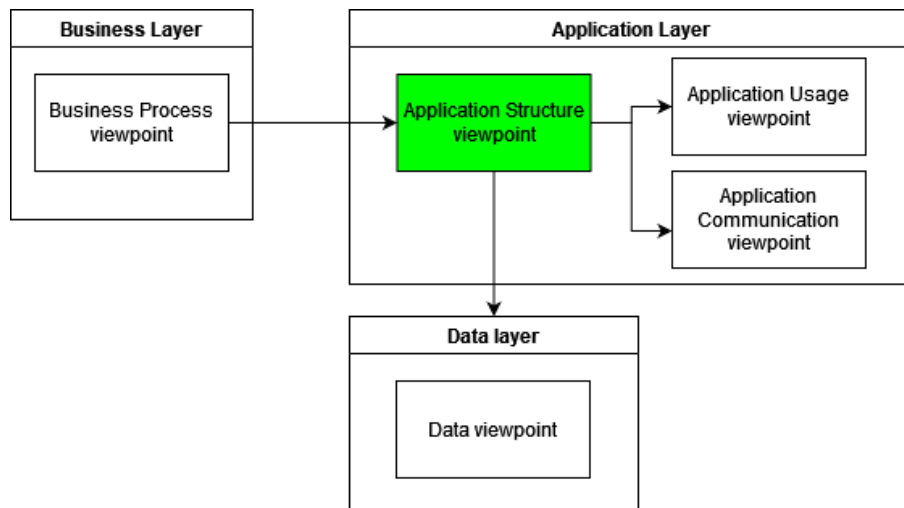 Business Layer
Application Layer
Business Process
viewpoint
Application Structure
viewpoint
Application Usage
viewpoint
Application
Communication
viewpoint
Data layer
Data viewpoint